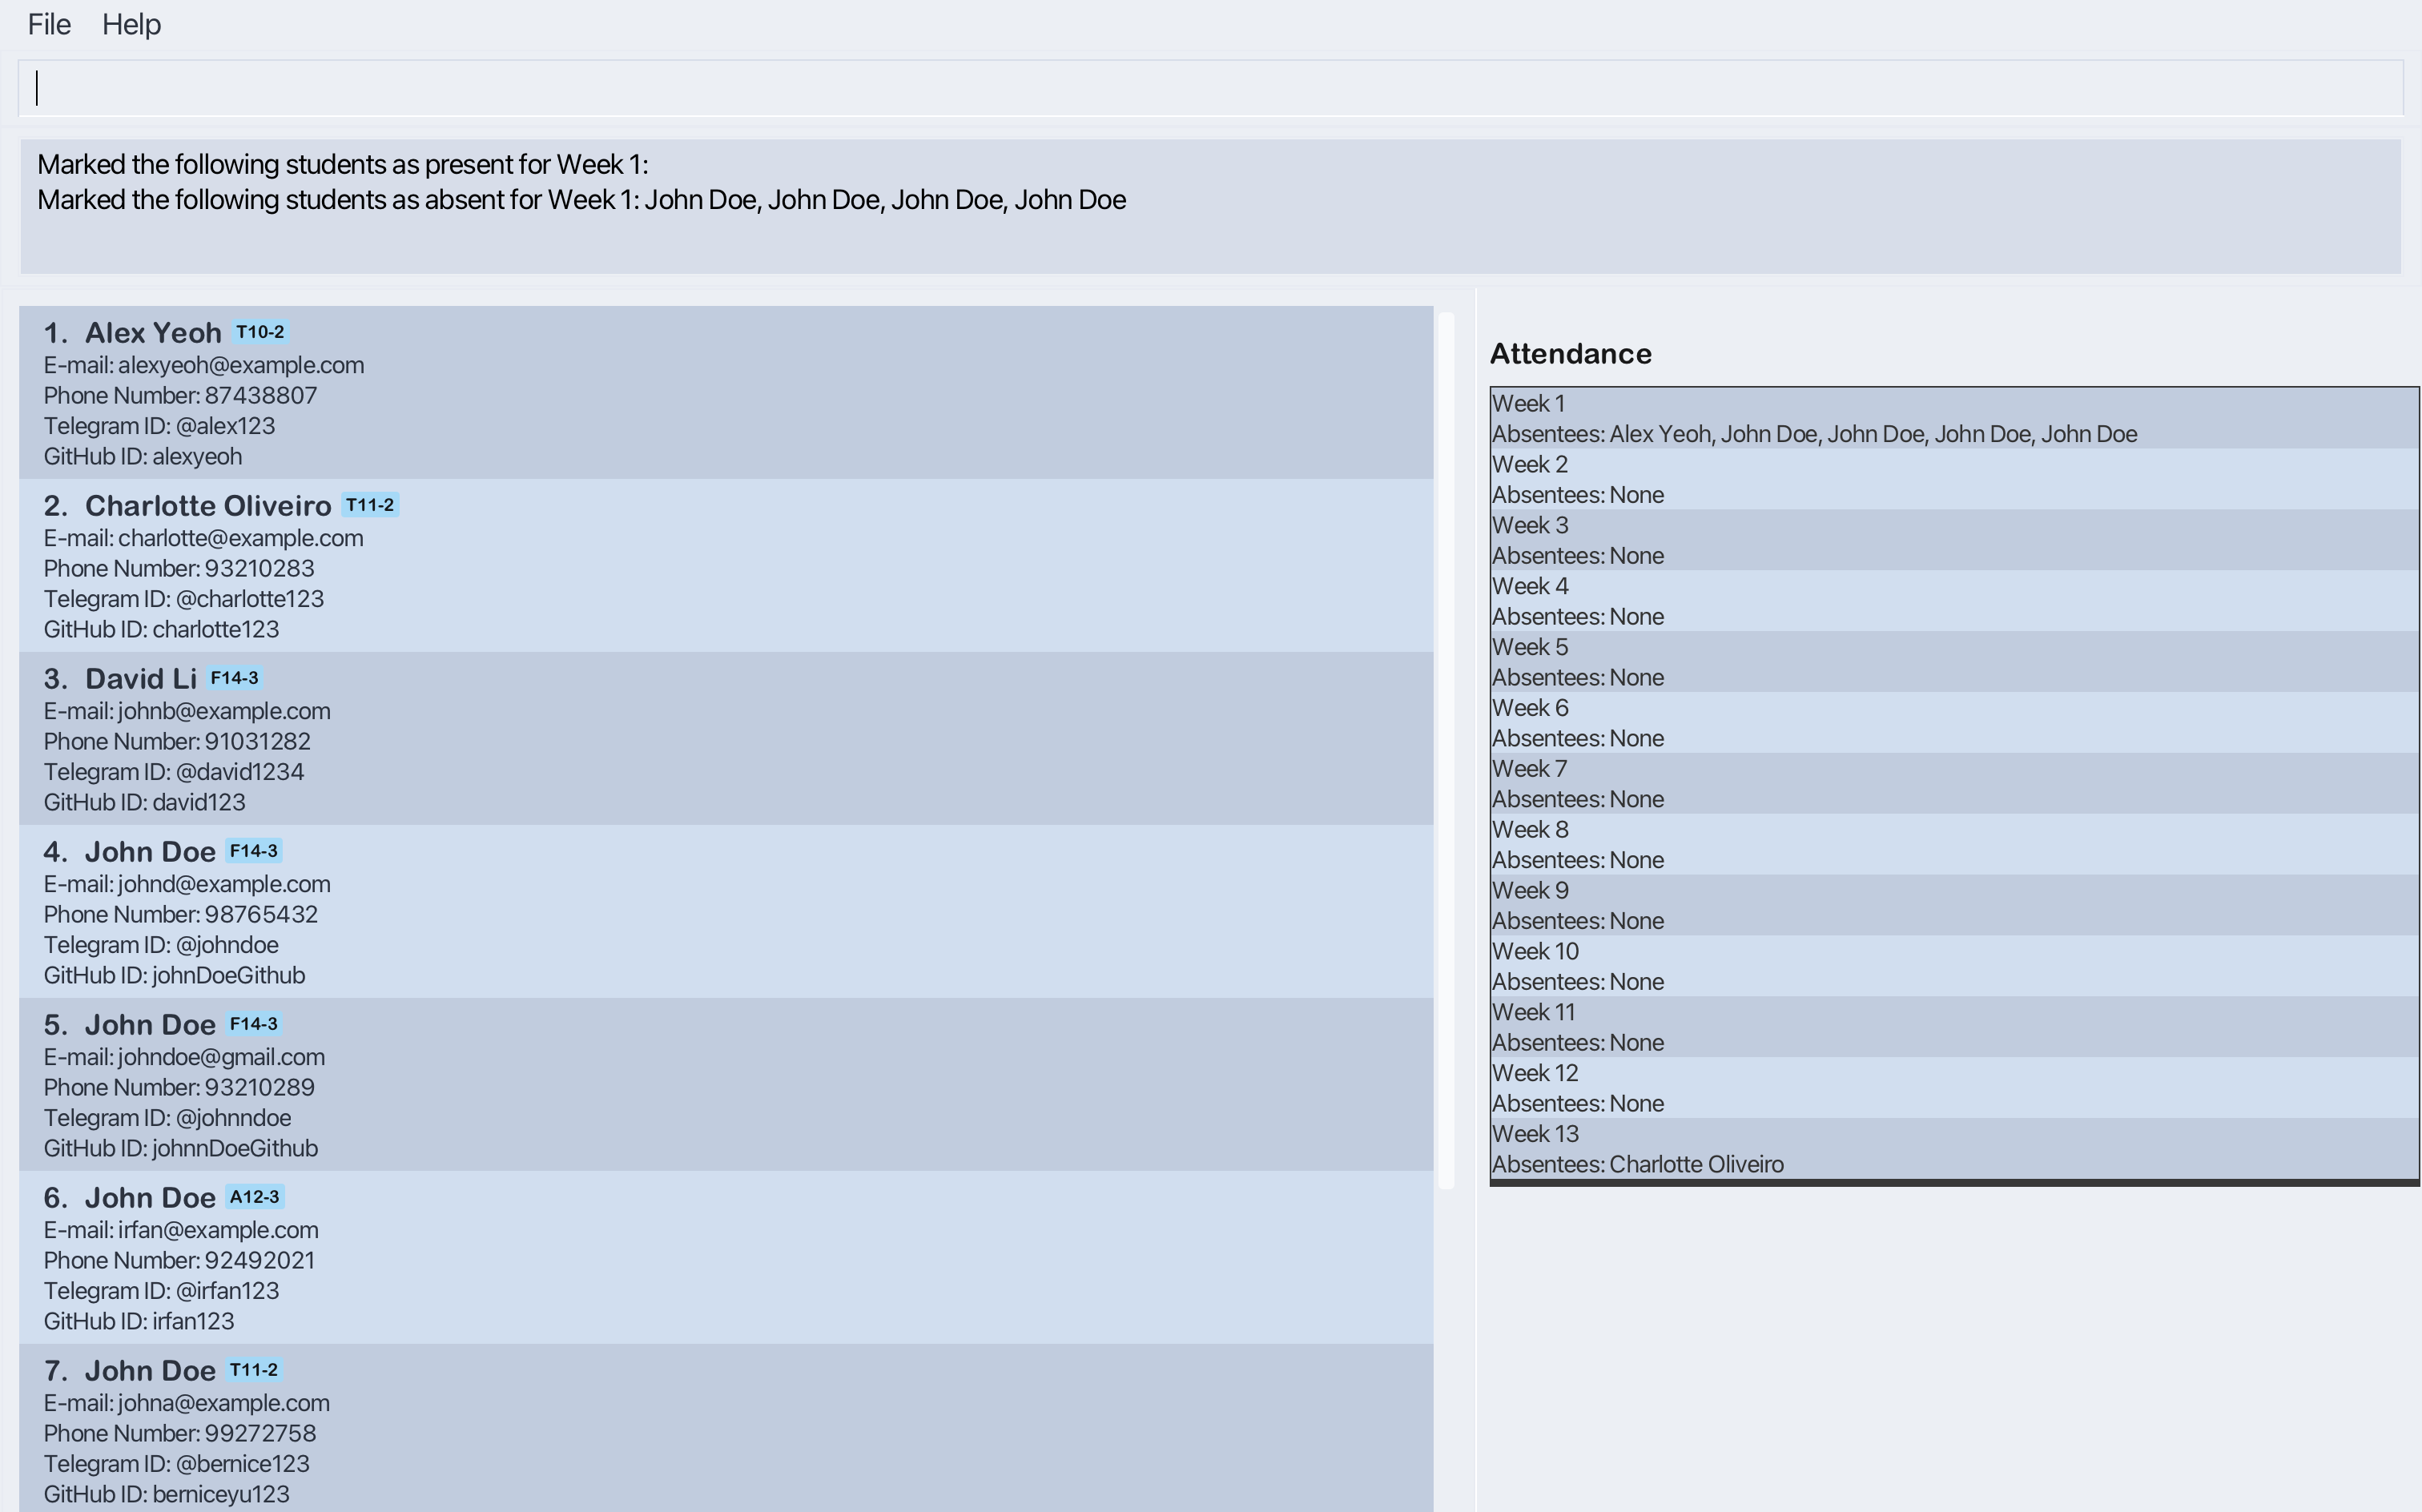 File Help
Marked the following students as present for Week 1:
Marked the following students as absent for Week 1: John Doe, John Doe, John Doe, John Doe
1. Alex Yeoh T10-2
E-mail: alexyeoh@example.com
Phone Number: 87438807
Telegram ID: @alex123
GitHub ID: alexyeoh
2. Charlotte Oliveiro T11-2
E-mail: charlotte@example.com
Phone Number: 93210283
Telegram ID: @charlotte123
GitHub ID: charlotte123
3. David Li F14-3
E-mail: johnb@example.com
Phone Number: 91031282
Telegram ID: @david1234
GitHub ID: david123
4. John Doe F14-3
E-mail: johnd@example.com
Phone Number: 98765432
Telegram ID: @johndoe
GitHub ID: johnDoeGithub
5. John Doe F14-3
E-mail: johndoe@gmail.com
Phone Number: 93210289
Telegram ID: @johnndoe
GitHub ID: johnnDoeGithub
6. John Doe A12-3
E-mail: irfan@example.com
Phone Number: 92492021
Telegram ID: @irfan123
GitHub ID: irfan123
7. John Doe T11-2
E-mail: johna@example.com
Phone Number: 99272758
Telegram ID: @bernice123
GitHub ID: berniceyu123
Attendance
Week 1
Absentees: Alex Yeoh, John Doe, John Doe, John Doe, John Doe
Week 2
Absentees: None
Week 3
Absentees: None
Week 4
Absentees: None
Week 5
Absentees: None
Week 6
Absentees: None
Week 7
Absentees: None
Week 8
Absentees: None
Week 9
Absentees: None
Week 10
Absentees: None
Week 11
Absentees: None
Week 12
Absentees: None
Week 13
Absentees: Charlotte Oliveiro